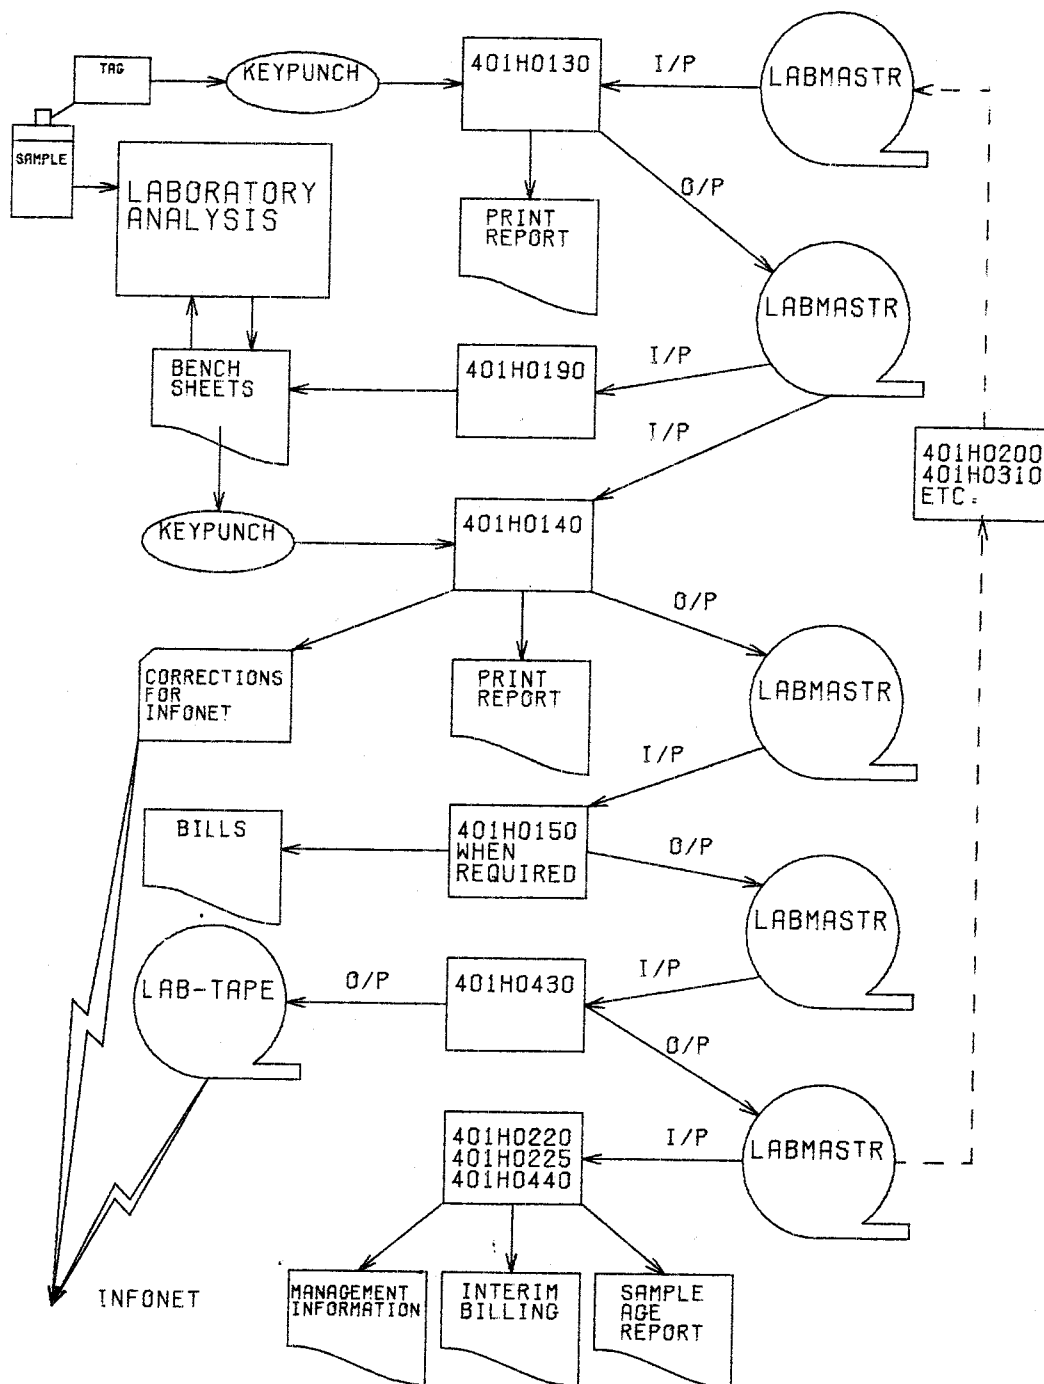 TAG
KEYPUNCH
401H0130
I/P
LABMASTR
SAMPLE
LABORATORY
ANALYSIS
PRINT
REPORT
O/P
LABMASTR
BENCH
SHEETS
401H0190
I/P
I/P
401H0200
401H0310
ETC.
KEYPUNCH
401H0140
O/P
CORRECTIONS
FOR
INFONET
PRINT
REPORT
LABMASTR
I/P
BILLS
401H0150
WHEN
REQUIRED
O/P
LABMASTR
LAB-TAPE
O/P
401H0430
I/P
O/P
401H0220
401H0225
401H0440
I/P
LABMASTR
INFONET
MANAGEMENT
INFORMATION
INTERIM
BILLING
SAMPLE
AGE
REPORT